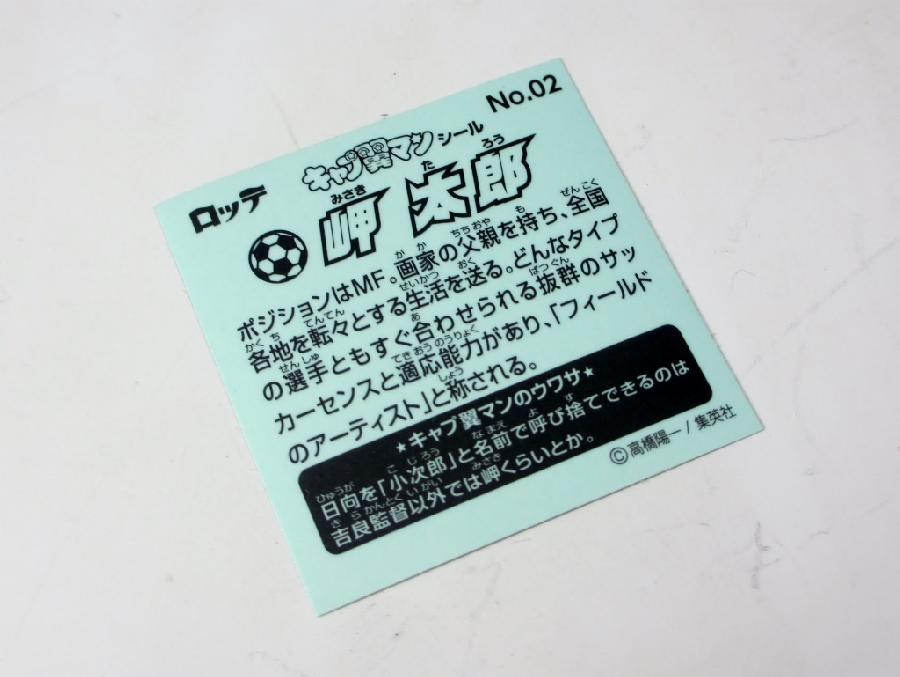 No.02
ロッテ
キャプ翼マンシール
岬 太郎
みさき た ろう
ポジションはMF。画家の父親を持ち、全国
各地を転々とする生活を送る。どんなタイプ
の選手ともすぐ合わせられる抜群のサッ
カーセンスと適応能力があり、「フィールド
のアーティスト」と称される。
★キャプ翼マンのウワサ★
日向を「小次郎」と名前で呼び捨てできるのは
吉良監督以外では岬くらいとか。
©高橋陽一/集英社